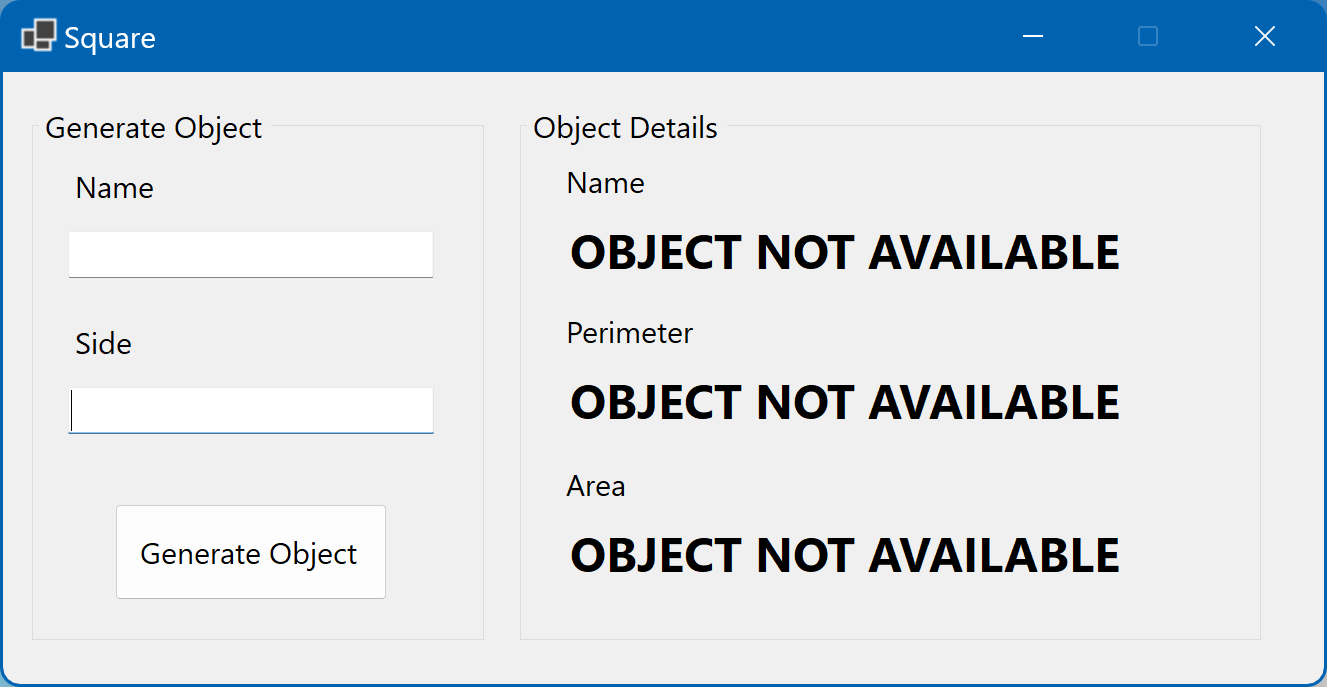 Square
Generate Object
Name
Side
Generate Object
Object Details
Name
OBJECT NOT AVAILABLE
Perimeter
OBJECT NOT AVAILABLE
Area
OBJECT NOT AVAILABLE